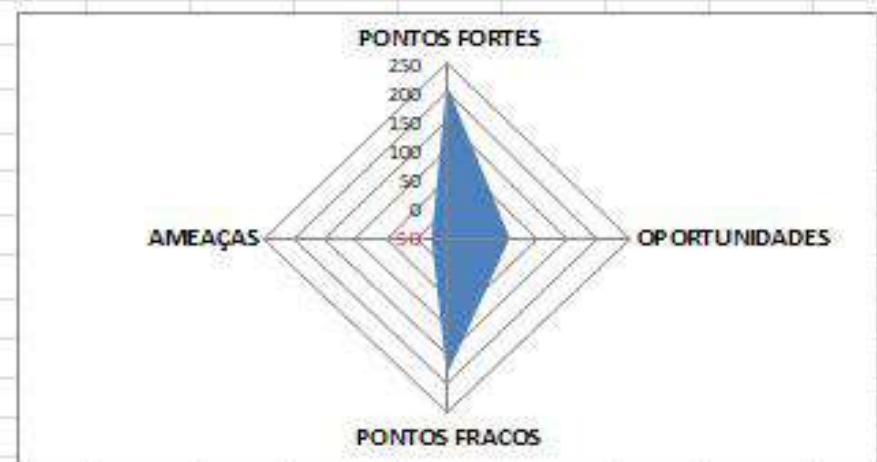 PONTOS FORTES
250
200
150
100
50
0
-50
AMEAÇAS
OPORTUNIDADES
PONTOS FRACOS